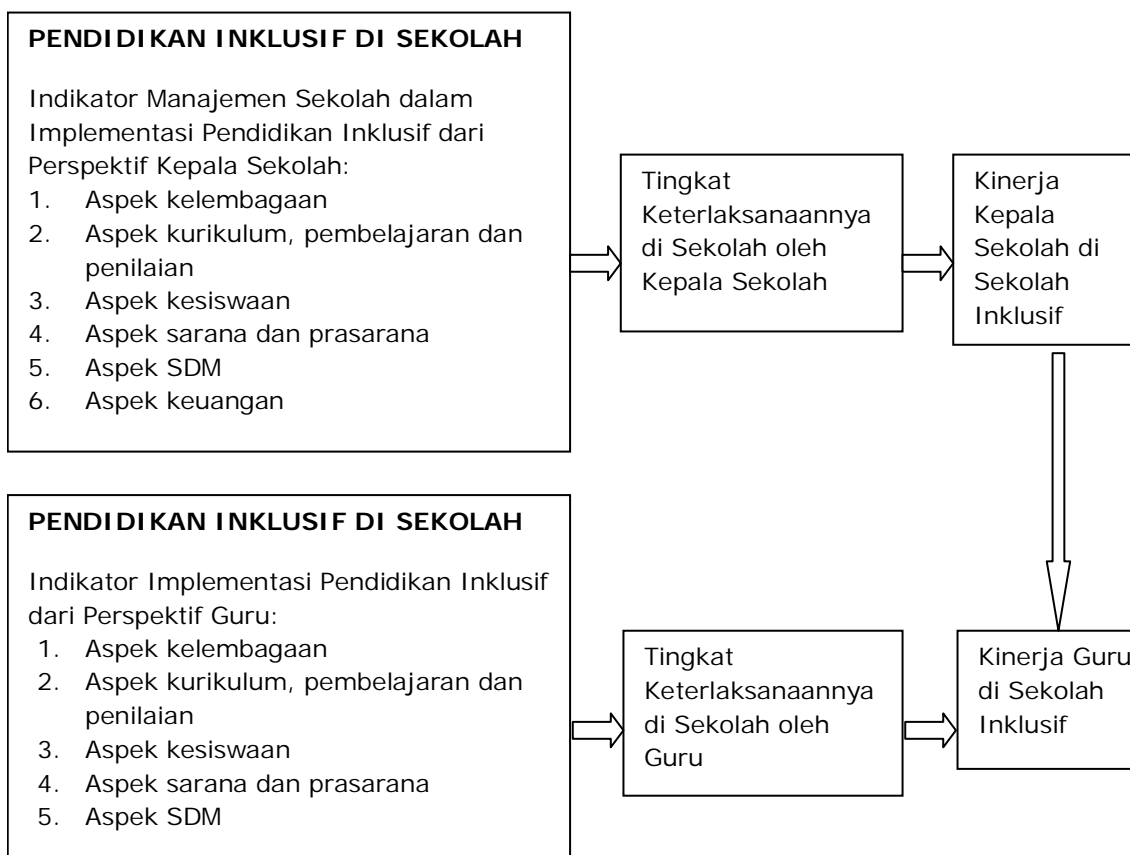 PENDIDIKAN INKLUSIF DI SEKOLAH
Indikator Manajemen Sekolah dalam
Implementasi Pendidikan Inklusif dari
Perspektif Kepala Sekolah:
1. Aspek kelembagaan
2. Aspek kurikulum, pembelajaran dan
penilaian
3. Aspek kesiswaan
4. Aspek sarana dan prasarana
5. Aspek SDM
6. Aspek keuangan
Tingkat
Keterlaksanaannya
di Sekolah oleh
Kepala Sekolah
Kinerja
Kepala
Sekolah di
Sekolah
Inklusif
PENDIDIKAN INKLUSIF DI SEKOLAH
Indikator Implementasi Pendidikan Inklusif
dari Perspektif Guru:
1. Aspek kelembagaan
2. Aspek kurikulum, pembelajaran dan
penilaian
3. Aspek kesiswaan
4. Aspek sarana dan prasarana
5. Aspek SDM
Tingkat
Keterlaksanaannya
di Sekolah oleh
Guru
Kinerja Guru
di Sekolah
Inklusif